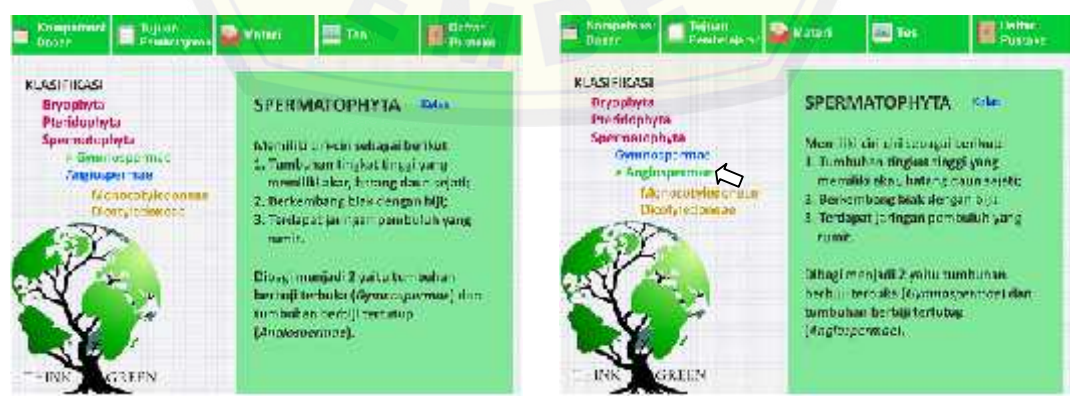 Kompetensi Dasar
Tujuan Pembelajaran
Materi
Tes
Daftar Pustaka
KLASIFIKASI
Bryophyta
Pteridophyta
Spermatophyta
» Gymnospermae
Angiospermae
Monocotyledoneae
Dicotyledoneae
THINK GREEN
SPERMATOPHYTA Kelas
Memiliki ciri-ciri sebagai berikut:
1. Tumbuhan tingkat tinggi yang
memiliki akar, batang daun sejati;
2. Berkembang biak dengan biji;
3. Terdapat jaringan pembuluh yang
rumit.
Dibagi menjadi 2 yaitu tumbuhan
berbiji terbuka (Gymnospermae) dan
tumbuhan berbiji tertutup
(Angiospermae).
Kompetensi Dasar
Tujuan Pembelajaran
Materi
Tes
Daftar Pustaka
KLASIFIKASI
Bryophyta
Pteridophyta
Spermatophyta
Gymnospermae
» Angiospermae
Monocotyledoneae
Dicotyledoneae
THINK GREEN
SPERMATOPHYTA Kelas
Memiliki ciri-ciri sebagai berikut:
1. Tumbuhan tingkat tinggi yang
memiliki akar, batang daun sejati;
2. Berkembang biak dengan biji;
3. Terdapat jaringan pembuluh yang
rumit.
Dibagi menjadi 2 yaitu tumbuhan
berbiji terbuka (Gymnospermae) dan
tumbuhan berbiji tertutup
(Angiospermae).